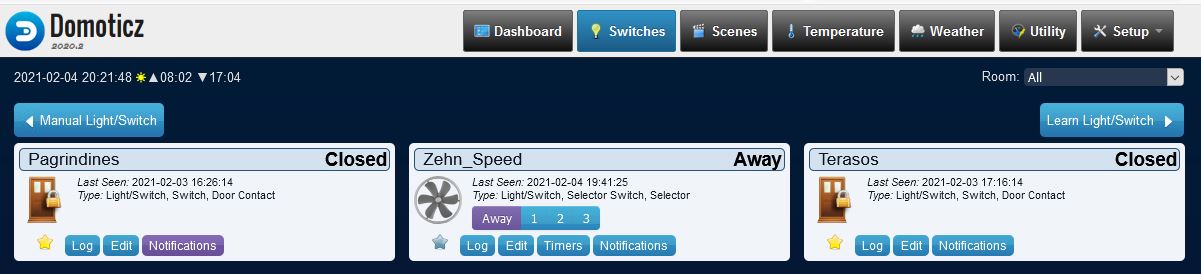 Domoticz
2020.2
Dashboard Switches Scenes Temperature Weather Utility Setup
2021-02-04 20:21:48 ▲08:02 ▼17:04 Room: All
Manual Light/Switch Learn Light/Switch
Pagrindines Closed
Last Seen: 2021-02-03 16:26:14
Type: Light/Switch, Switch, Door Contact
Log Edit Notifications
Zehn_Speed Away
Last Seen: 2021-02-04 19:41:25
Type: Light/Switch, Selector Switch, Selector
Away 1 2 3
Log Edit Timers Notifications
Terasos Closed
Last Seen: 2021-02-03 17:16:14
Type: Light/Switch, Switch, Door Contact
Log Edit Notifications